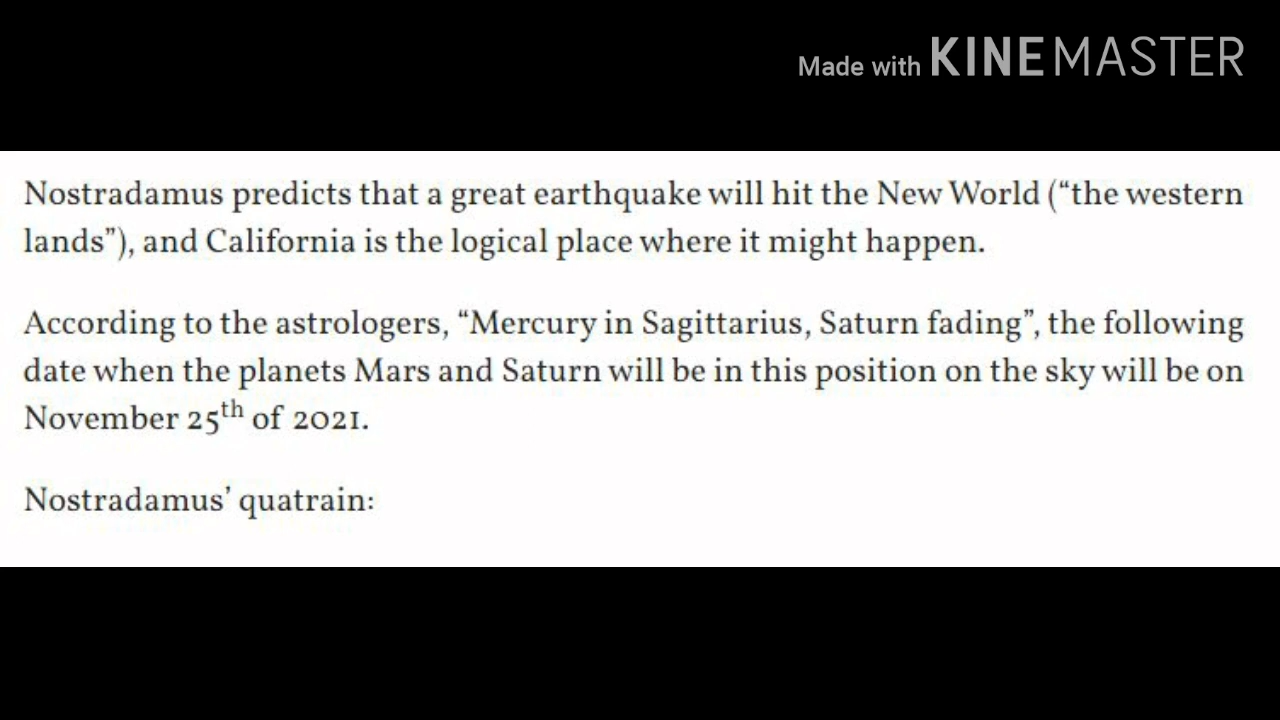 Made with KINEMASTER
Nostradamus predicts that a great earthquake will hit the New World (“the western
lands”), and California is the logical place where it might happen.
According to the astrologers, “Mercury in Sagittarius, Saturn fading”, the following
date when the planets Mars and Saturn will be in this position on the sky will be on
November 25th of 2021.
Nostradamus’ quatrain: